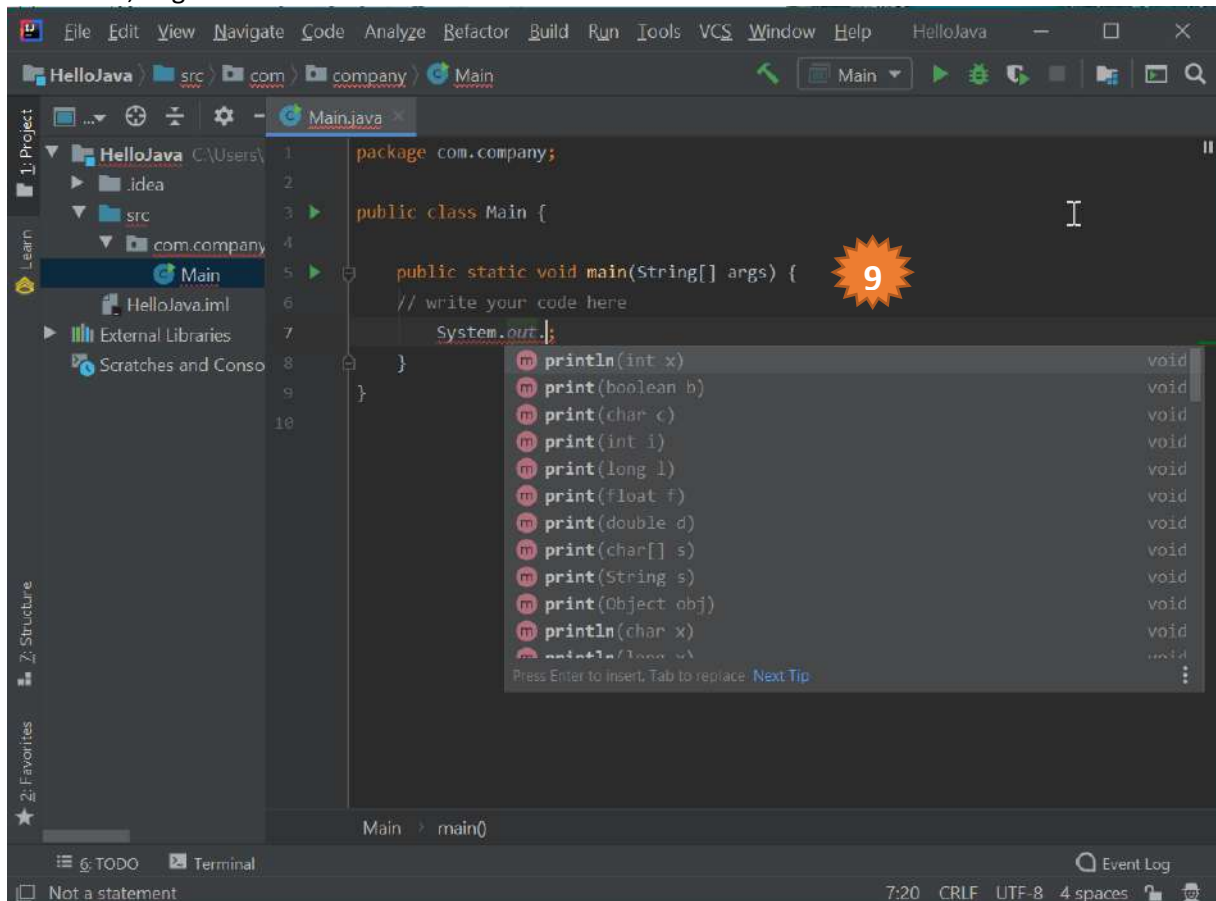 File Edit View Navigate Code Analyze Refactor Build Run Tools VCS Window Help HelloJava
HelloJava src com company Main Main
1: Project
Learn
7: Structure
2: Favorites
...
HelloJava C:\Users\
.idea
src
com.company
Main
HelloJava.iml
External Libraries
Scratches and Conso
Main.java
1 package com.company;
2
3 public class Main {
4
5 public static void main(String[] args) {
6 // write your code here
7 System.out.;
8 }
9 }
10
9
println(int x) void
print(boolean b) void
print(char c) void
print(int i) void
print(long l) void
print(float f) void
print(double d) void
print(char[] s) void
print(String s) void
print(Object obj) void
println(char x) void
println(long x) void
Press Enter to insert, Tab to replace Next Tip
Main main()
6: TODO Terminal Event Log
Not a statement 7:20 CRLF UTF-8 4 spaces